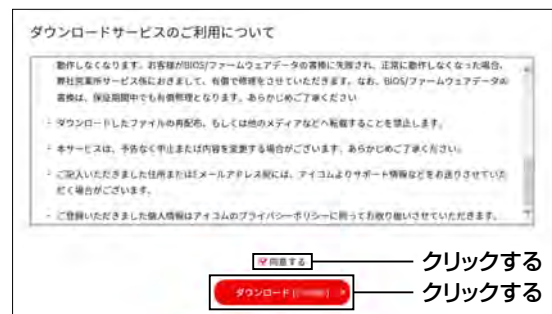 ダウンロードサービスのご利用について
動作しなくなります。お客様がBIOS/ファームウェアデータの書換に失敗され、正常に動作しなくなった場合、
弊社営業所サービス係におきまして、有償で修理をさせていただきます。なお、BIOS/ファームウェアデータの
書換は、保証期間中でも有償修理となります。あらかじめご了承ください
- ダウンロードしたファイルの再配布、もしくは他のメディアなどへ転載することを禁止します。
- 本サービスは、予告なく中止または内容を変更する場合がございます。あらかじめご了承ください。
- ご記入いただきました住所またはEメールアドレス宛には、アイコムよりサポート情報などをお送りさせていた
だく場合がございます。
- ご登録いただきました個人情報はアイコムのプライバシーポリシーに則ってお取り扱いさせていただきます。
同意する クリックする
ダウンロード クリックする